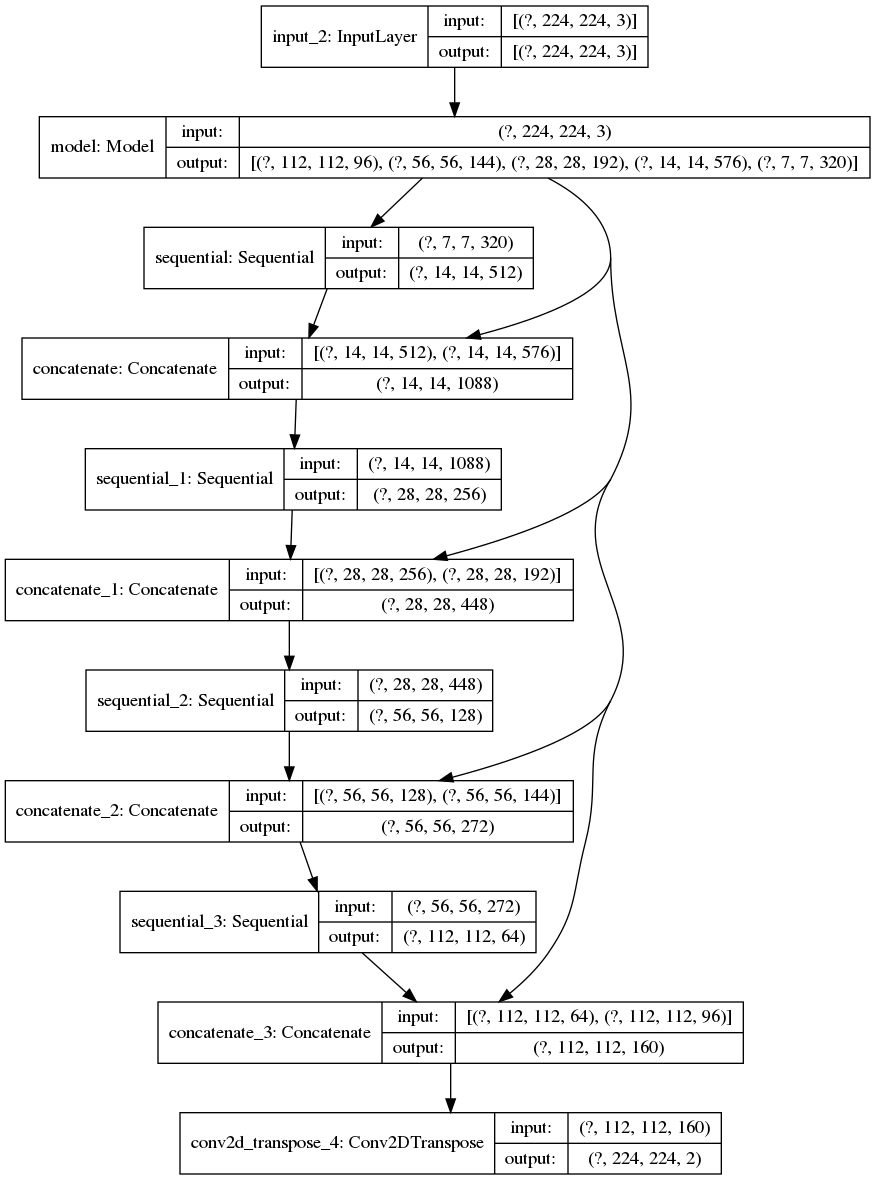 input_2: InputLayer
input:
[(?, 224, 224, 3)]
output:
[(?, 224, 224, 3)]
model: Model
input:
(?, 224, 224, 3)
output:
[(?, 112, 112, 96), (?, 56, 56, 144), (?, 28, 28, 192), (?, 14, 14, 576), (?, 7, 7, 320)]
sequential: Sequential
input:
(?, 7, 7, 320)
output:
(?, 14, 14, 512)
concatenate: Concatenate
input:
[(?, 14, 14, 512), (?, 14, 14, 576)]
output:
(?, 14, 14, 1088)
sequential_1: Sequential
input:
(?, 14, 14, 1088)
output:
(?, 28, 28, 256)
concatenate_1: Concatenate
input:
[(?, 28, 28, 256), (?, 28, 28, 192)]
output:
(?, 28, 28, 448)
sequential_2: Sequential
input:
(?, 28, 28, 448)
output:
(?, 56, 56, 128)
concatenate_2: Concatenate
input:
[(?, 56, 56, 128), (?, 56, 56, 144)]
output:
(?, 56, 56, 272)
sequential_3: Sequential
input:
(?, 56, 56, 272)
output:
(?, 112, 112, 64)
concatenate_3: Concatenate
input:
[(?, 112, 112, 64), (?, 112, 112, 96)]
output:
(?, 112, 112, 160)
conv2d_transpose_4: Conv2DTranspose
input:
(?, 112, 112, 160)
output:
(?, 224, 224, 2)